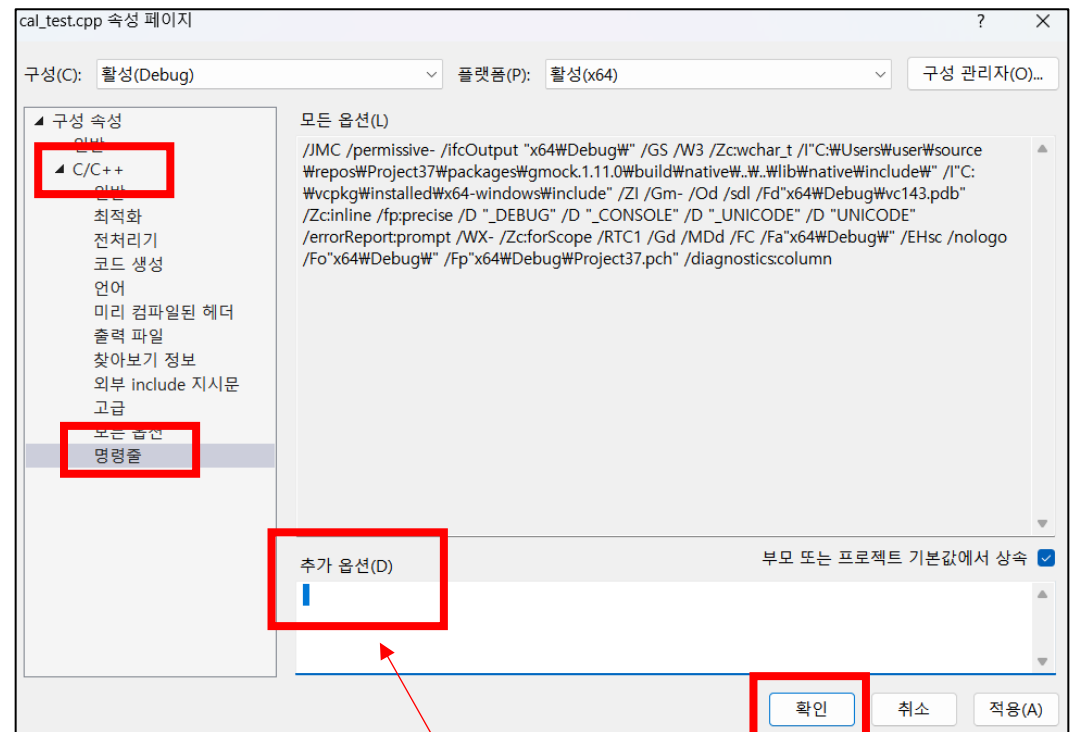 cal_test.cpp 속성 페이지 ? ×
구성(C): 활성(Debug) 플랫폼(P): 활성(x64) 구성 관리자(O)...
구성 속성
일반
C/C++
일반
최적화
전처리기
코드 생성
언어
미리 컴파일된 헤더
출력 파일
찾아보기 정보
외부 include 지시문
고급
모든 옵션
명령줄
모든 옵션(L)
/JMC /permissive- /ifcOutput "x64₩Debug₩" /GS /W3 /Zc:wchar_t /I"C:₩Users₩user₩source
₩repos₩Project37₩packages₩gmock.1.11.0₩build₩native₩..₩..₩lib₩native₩include₩" /I"C:
₩vcpkg₩installed₩x64-windows₩include" /ZI /Gm- /Od /sdl /Fd"x64₩Debug₩vc143.pdb"
/Zc:inline /fp:precise /D "_DEBUG" /D "_CONSOLE" /D "_UNICODE" /D "UNICODE"
/errorReport:prompt /WX- /Zc:forScope /RTC1 /Gd /MDd /FC /Fa"x64₩Debug₩" /EHsc /nologo
/Fo"x64₩Debug₩" /Fp"x64₩Debug₩Project37.pch" /diagnostics:column
추가 옵션(D) 부모 또는 프로젝트 기본값에서 상속
확인 취소 적용(A)